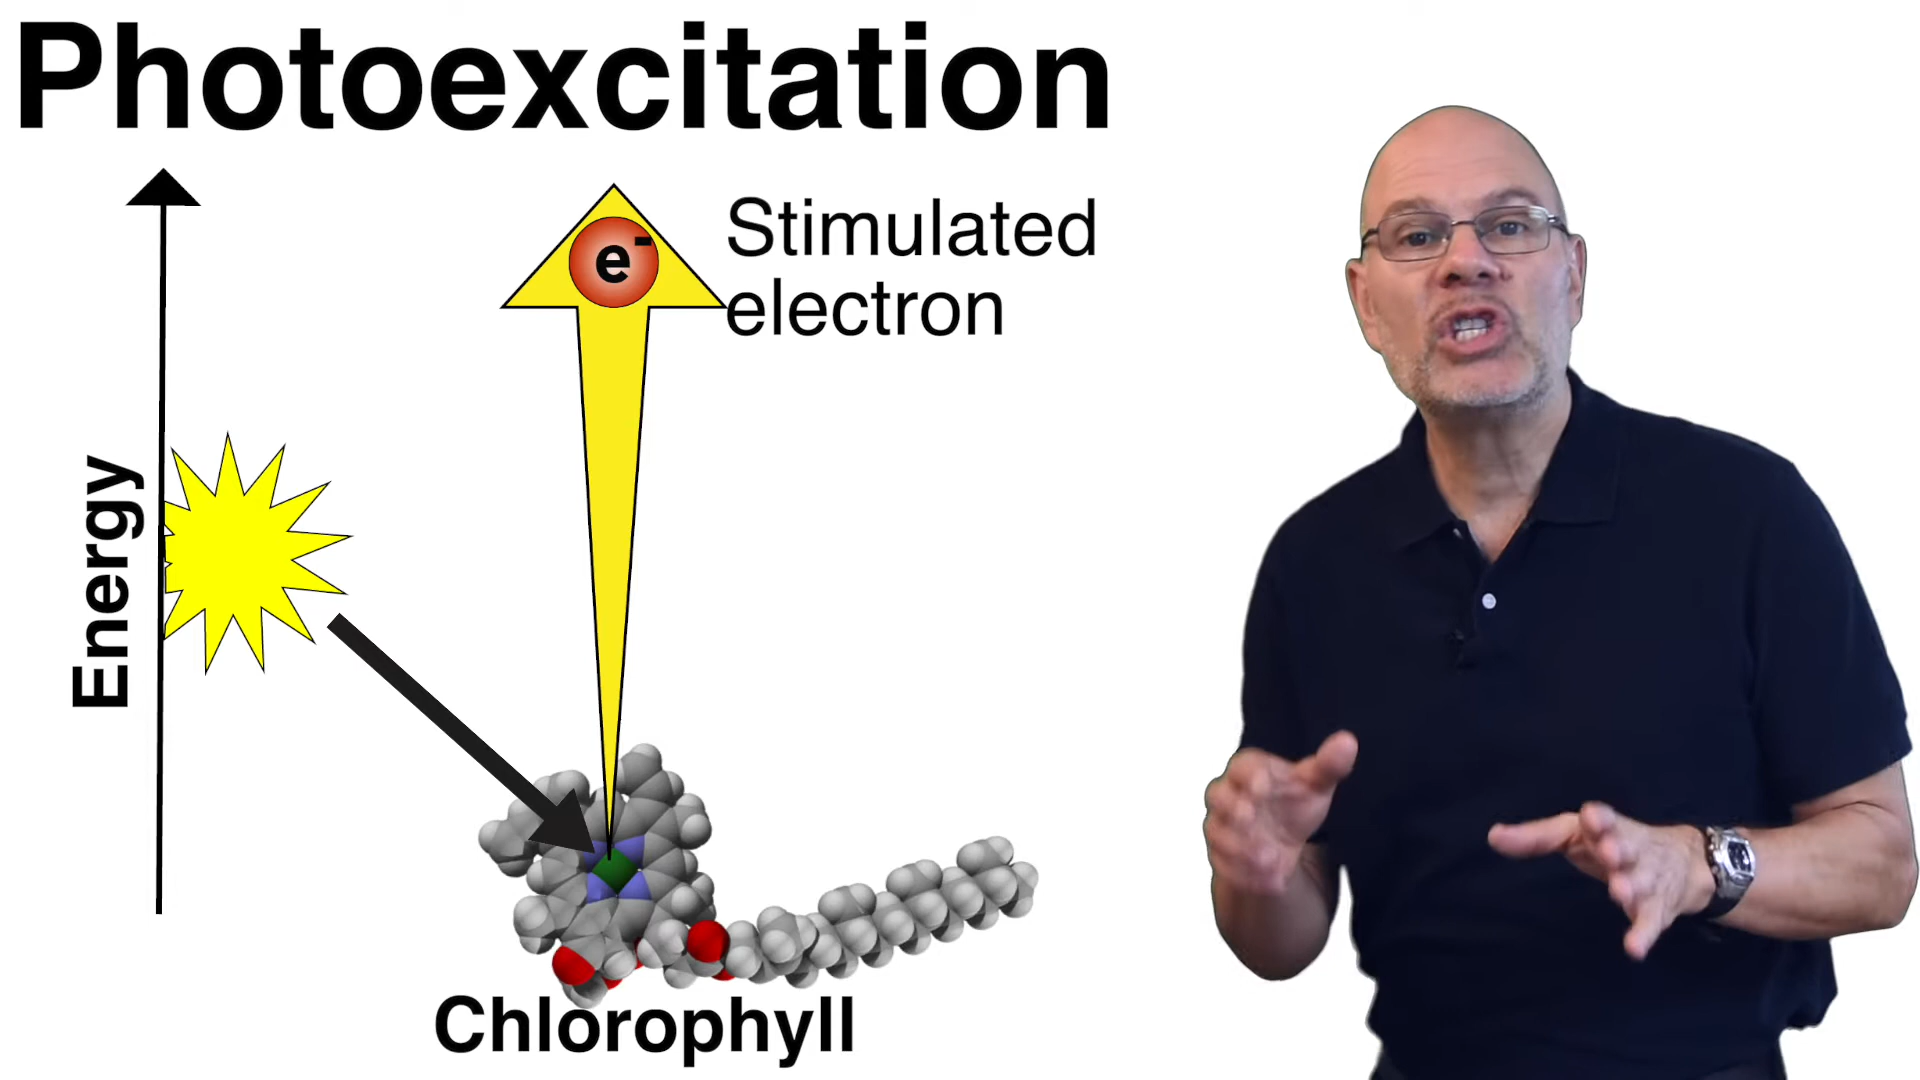 Photoexcitation
Stimulated
electron
e-
Energy
Chlorophyll